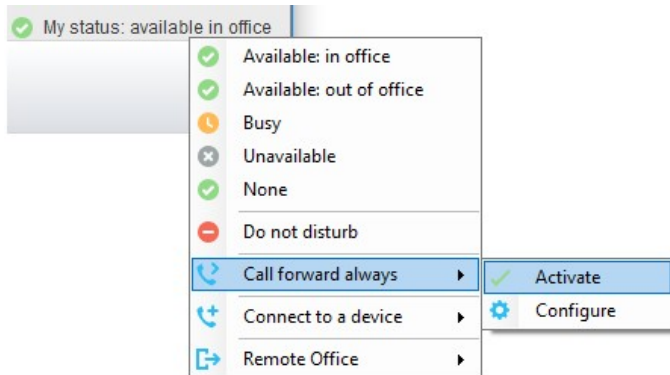 My status: available in office
Available: in office
Available: out of office
Busy
Unavailable
None
Do not disturb
Call forward always
Activate
Configure
Connect to a device
Remote Office